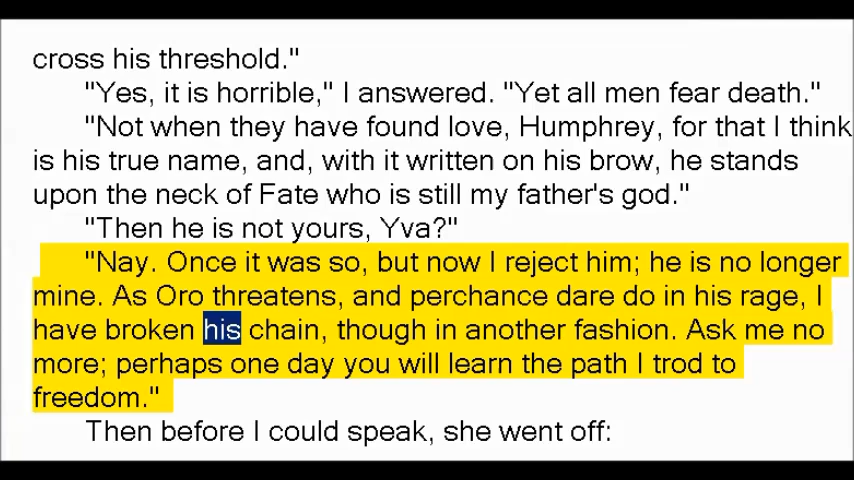 cross his threshold."
"Yes, it is horrible," I answered. "Yet all men fear death."
"Not when they have found love, Humphrey, for that I think
is his true name, and, with it written on his brow, he stands
upon the neck of Fate who is still my father's god."
"Then he is not yours, Yva?"
"Nay. Once it was so, but now I reject him; he is no longer
mine. As Oro threatens, and perchance dare do in his rage, I
have broken his chain, though in another fashion. Ask me no
more; perhaps one day you will learn the path I trod to
freedom."
Then before I could speak, she went off: